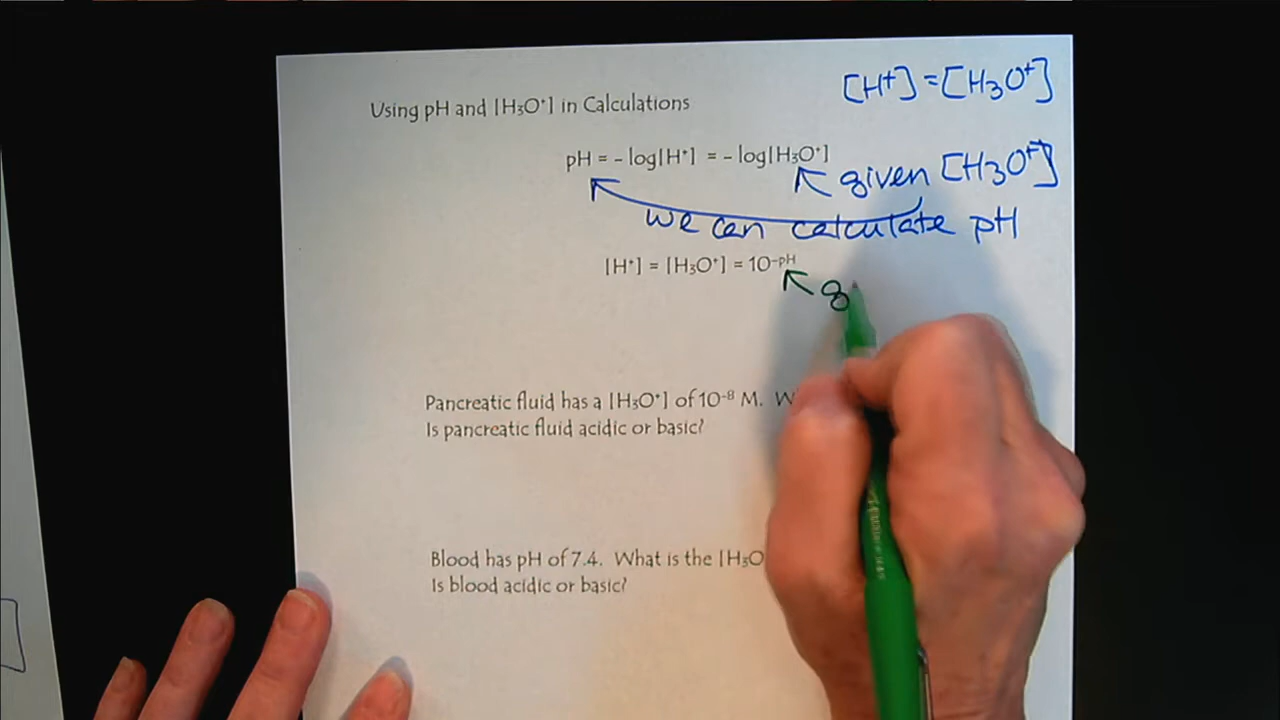 [H+] = [H3O+]
Using pH and [H3O+] in Calculations
pH = - log[H+] = - log[H3O+]
given [H3O+]
we can calculate pH
[H+] = [H3O+] = 10-pH
g
Pancreatic fluid has a [H3O+] of 10-8 M.
Is pancreatic fluid acidic or basic?
Blood has pH of 7.4. What is the [H3O
Is blood acidic or basic?